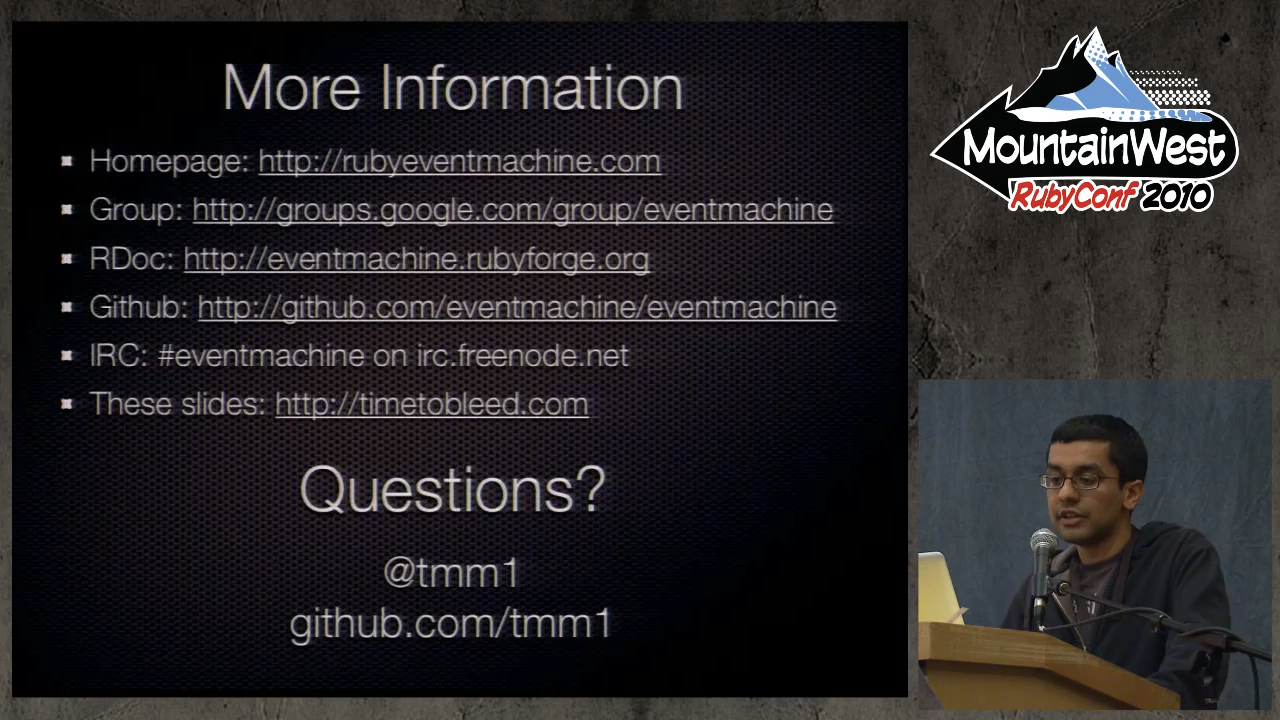 More Information
Homepage: http://rubyeventmachine.com
Group: http://groups.google.com/group/eventmachine
RDoc: http://eventmachine.rubyforge.org
Github: http://github.com/eventmachine/eventmachine
IRC: #eventmachine on irc.freenode.net
These slides: http://timetobleed.com
Questions?
@tmm1
github.com/tmm1
MountainWest
RubyConf 2010